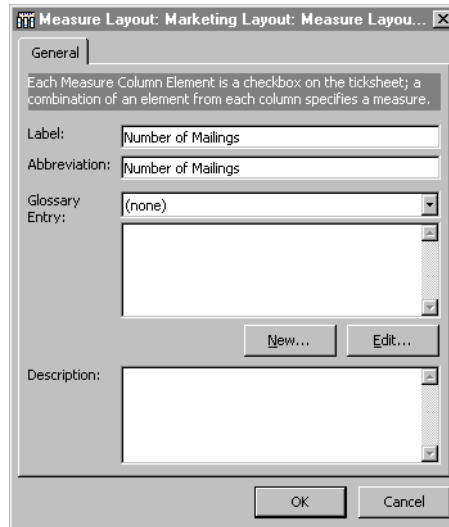 Measure Layout: Marketing Layout: Measure Layou...
General
Each Measure Column Element is a checkbox on the ticksheet; a
combination of an element from each column specifies a measure.
Label:
Number of Mailings
Abbreviation:
Number of Mailings
Glossary
Entry:
(none)
New...
Edit...
Description:
OK
Cancel